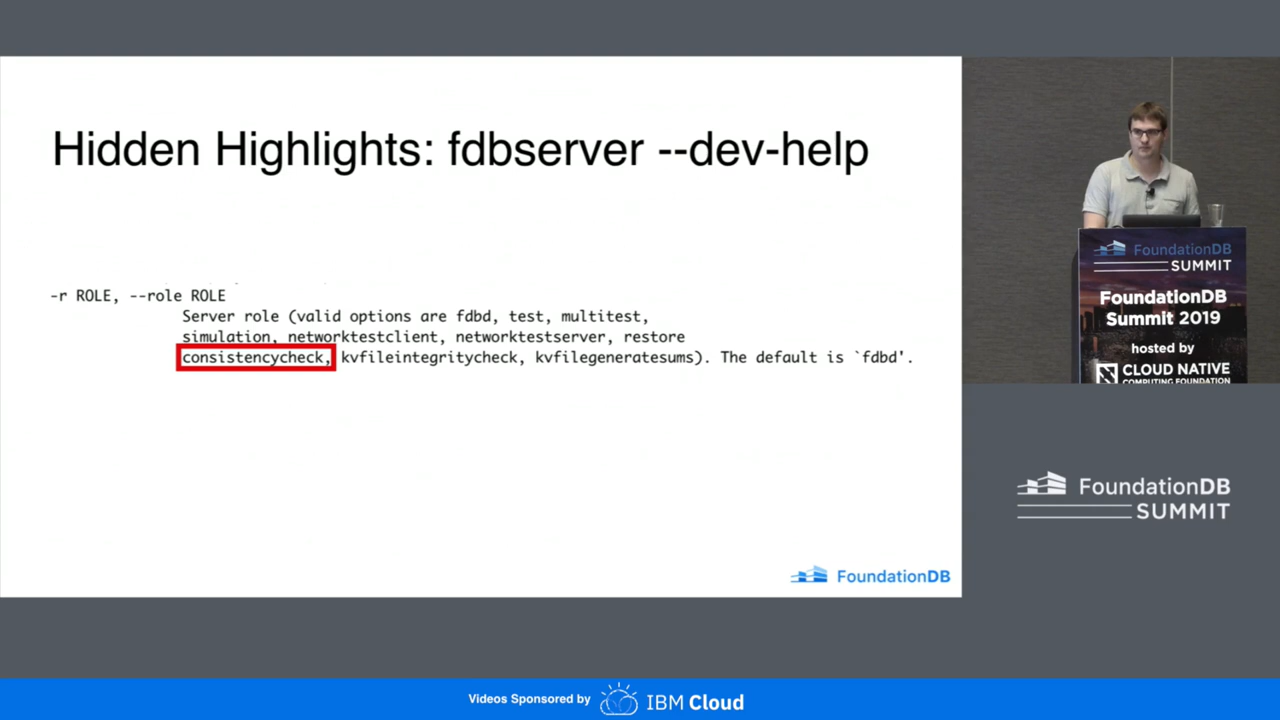 Hidden Highlights: fdbserver --dev-help
-r ROLE, --role ROLE
Server role (valid options are fdbd, test, multitest,
simulation, networktestclient, networktestserver, restore
consistencycheck, kvfileintegritycheck, kvfilegeneratesums). The default is `fdbd'.
FoundationDB
FoundationDB
SUMMIT
FoundationDB
Summit 2019
hosted by
CLOUD NATIVE
COMPUTING FOUNDATION
FoundationDB
SUMMIT
Videos Sponsored by IBM Cloud